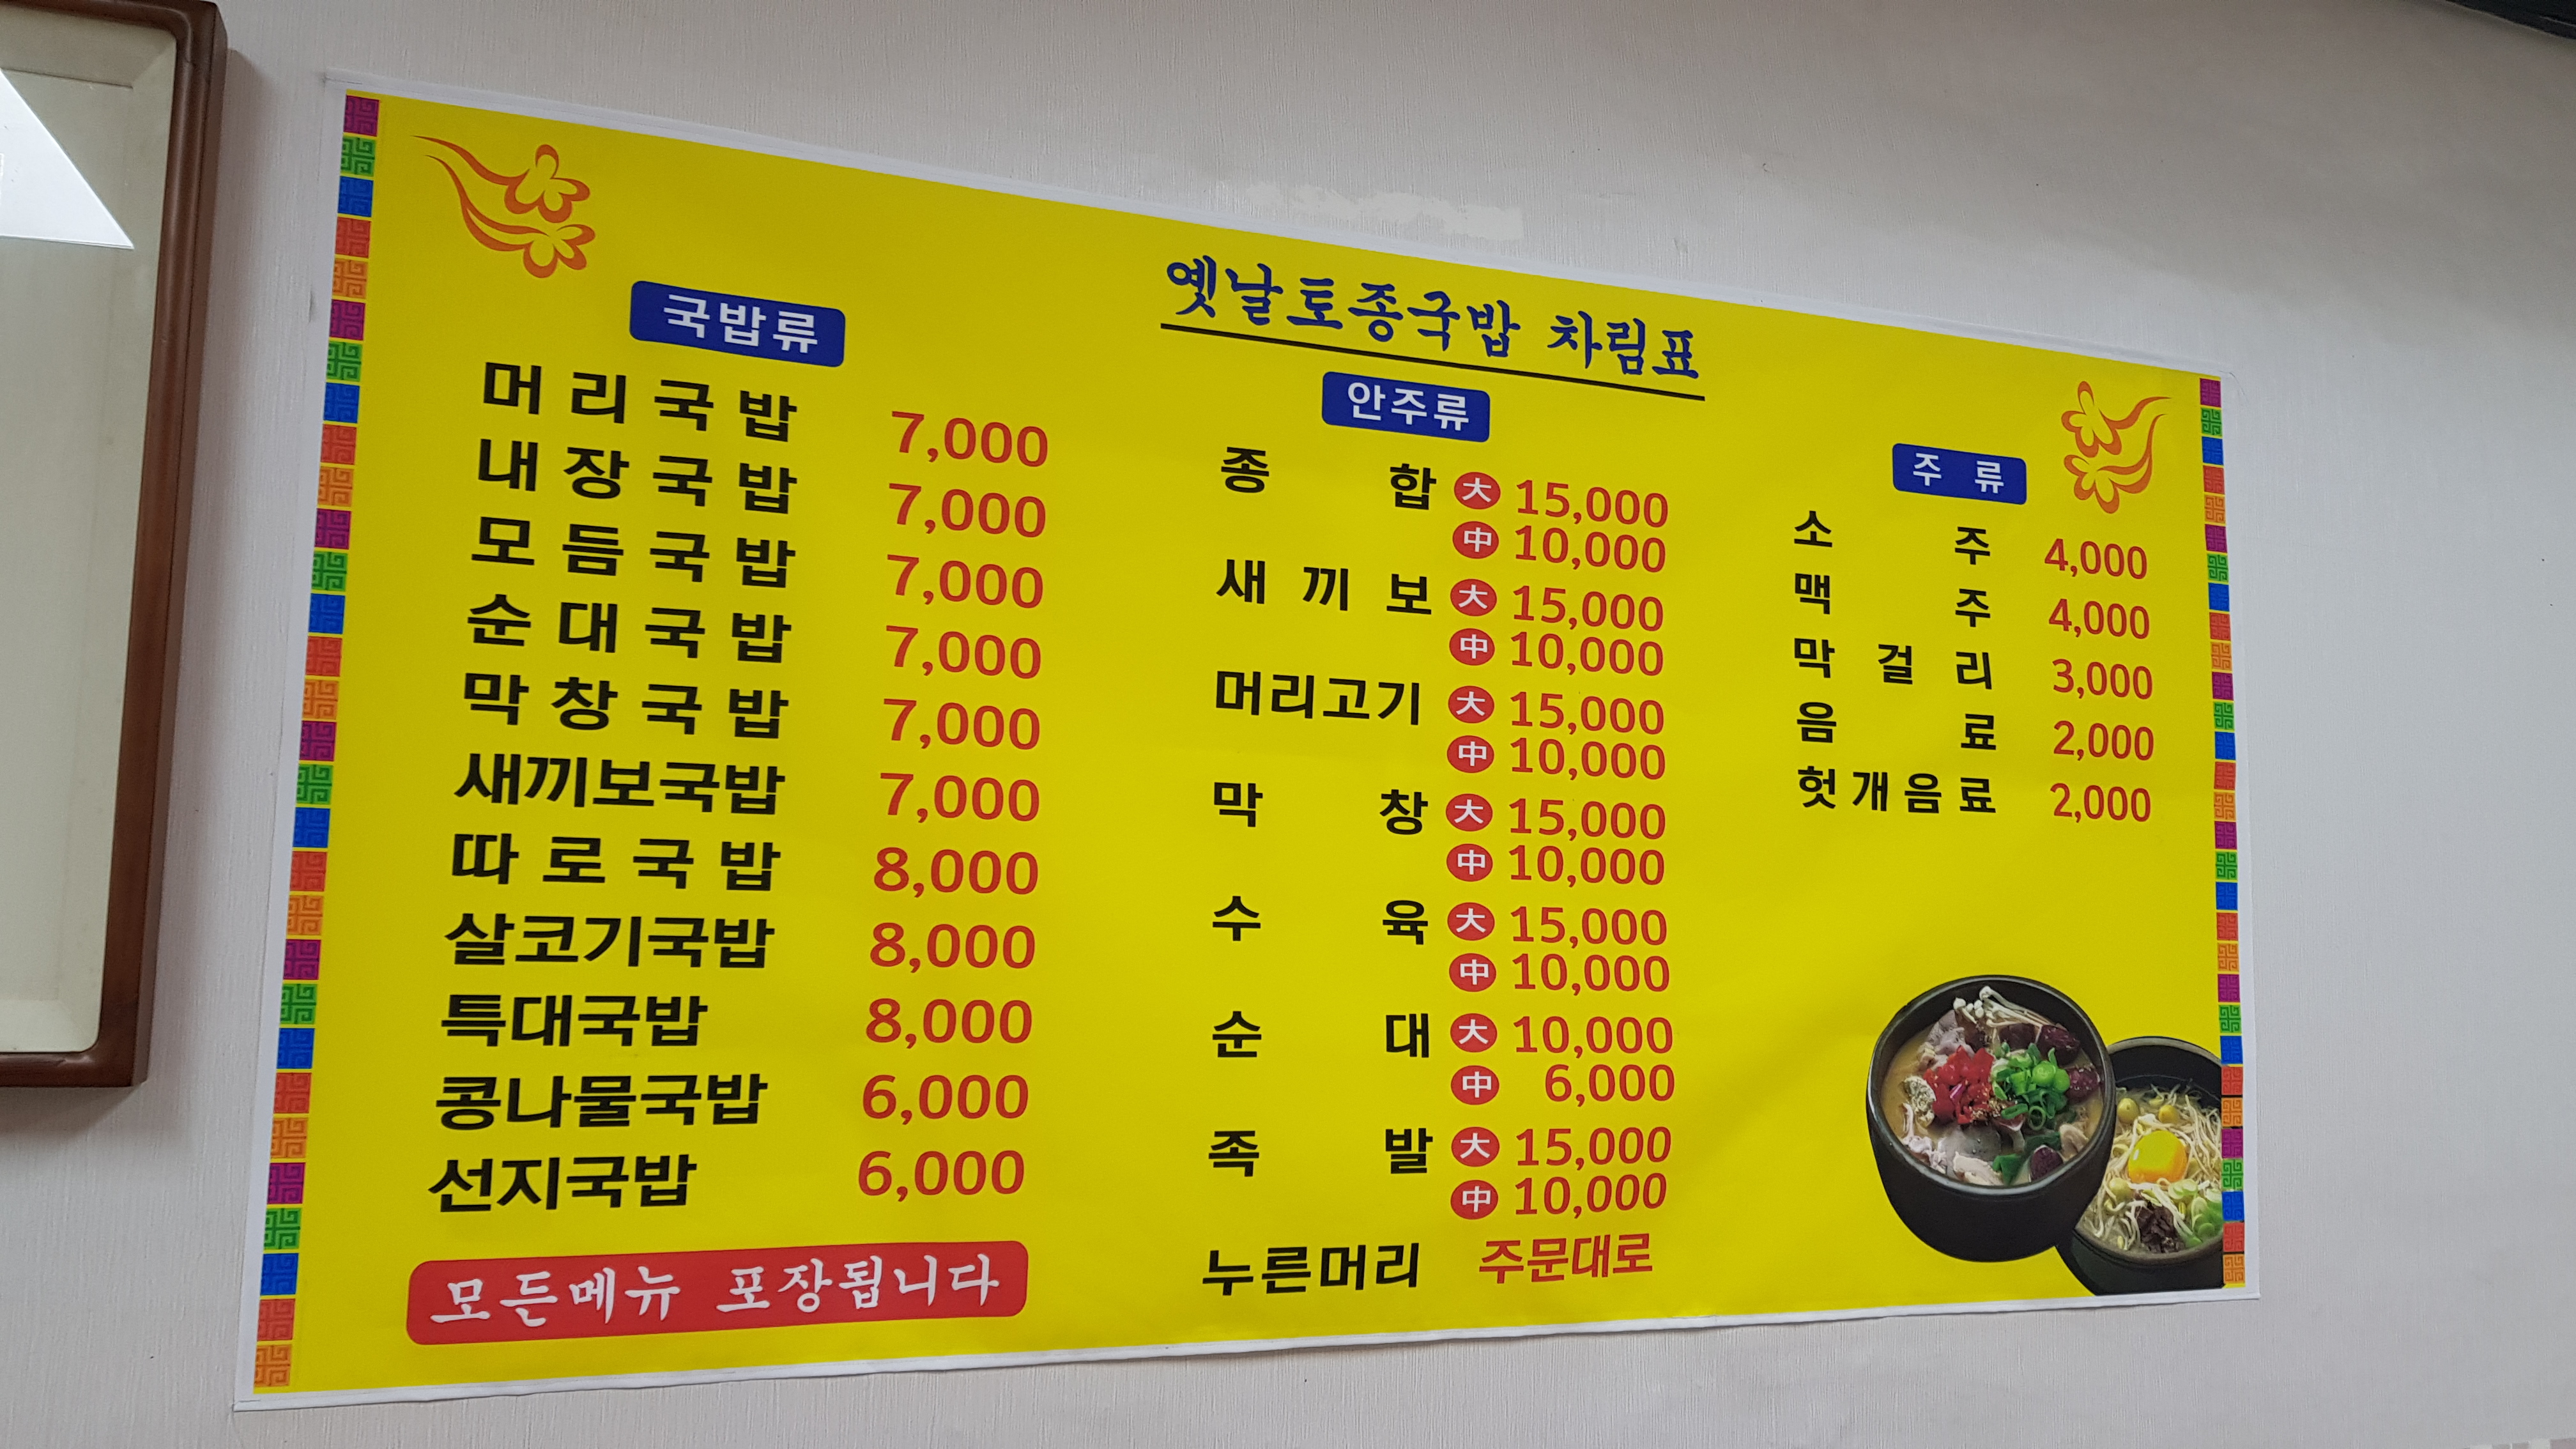 옛날토종국밥 차림표
국밥류
머리국밥 7,000
내장국밥 7,000
모듬국밥 7,000
순대국밥 7,000
막창국밥 7,000
새끼보국밥 7,000
따로국밥 8,000
살코기국밥 8,000
특대국밥 8,000
콩나물국밥 6,000
선지국밥 6,000
모든메뉴 포장됩니다
안주류
종합 大 15,000
中 10,000
새끼보 大 15,000
中 10,000
머리고기 大 15,000
中 10,000
막창 大 15,000
中 10,000
수육 大 15,000
中 10,000
순대 大 10,000
中 6,000
족발 大 15,000
中 10,000
누른머리 주문대로
주류
소주 4,000
맥주 4,000
막걸리 3,000
음료 2,000
헛개음료 2,000